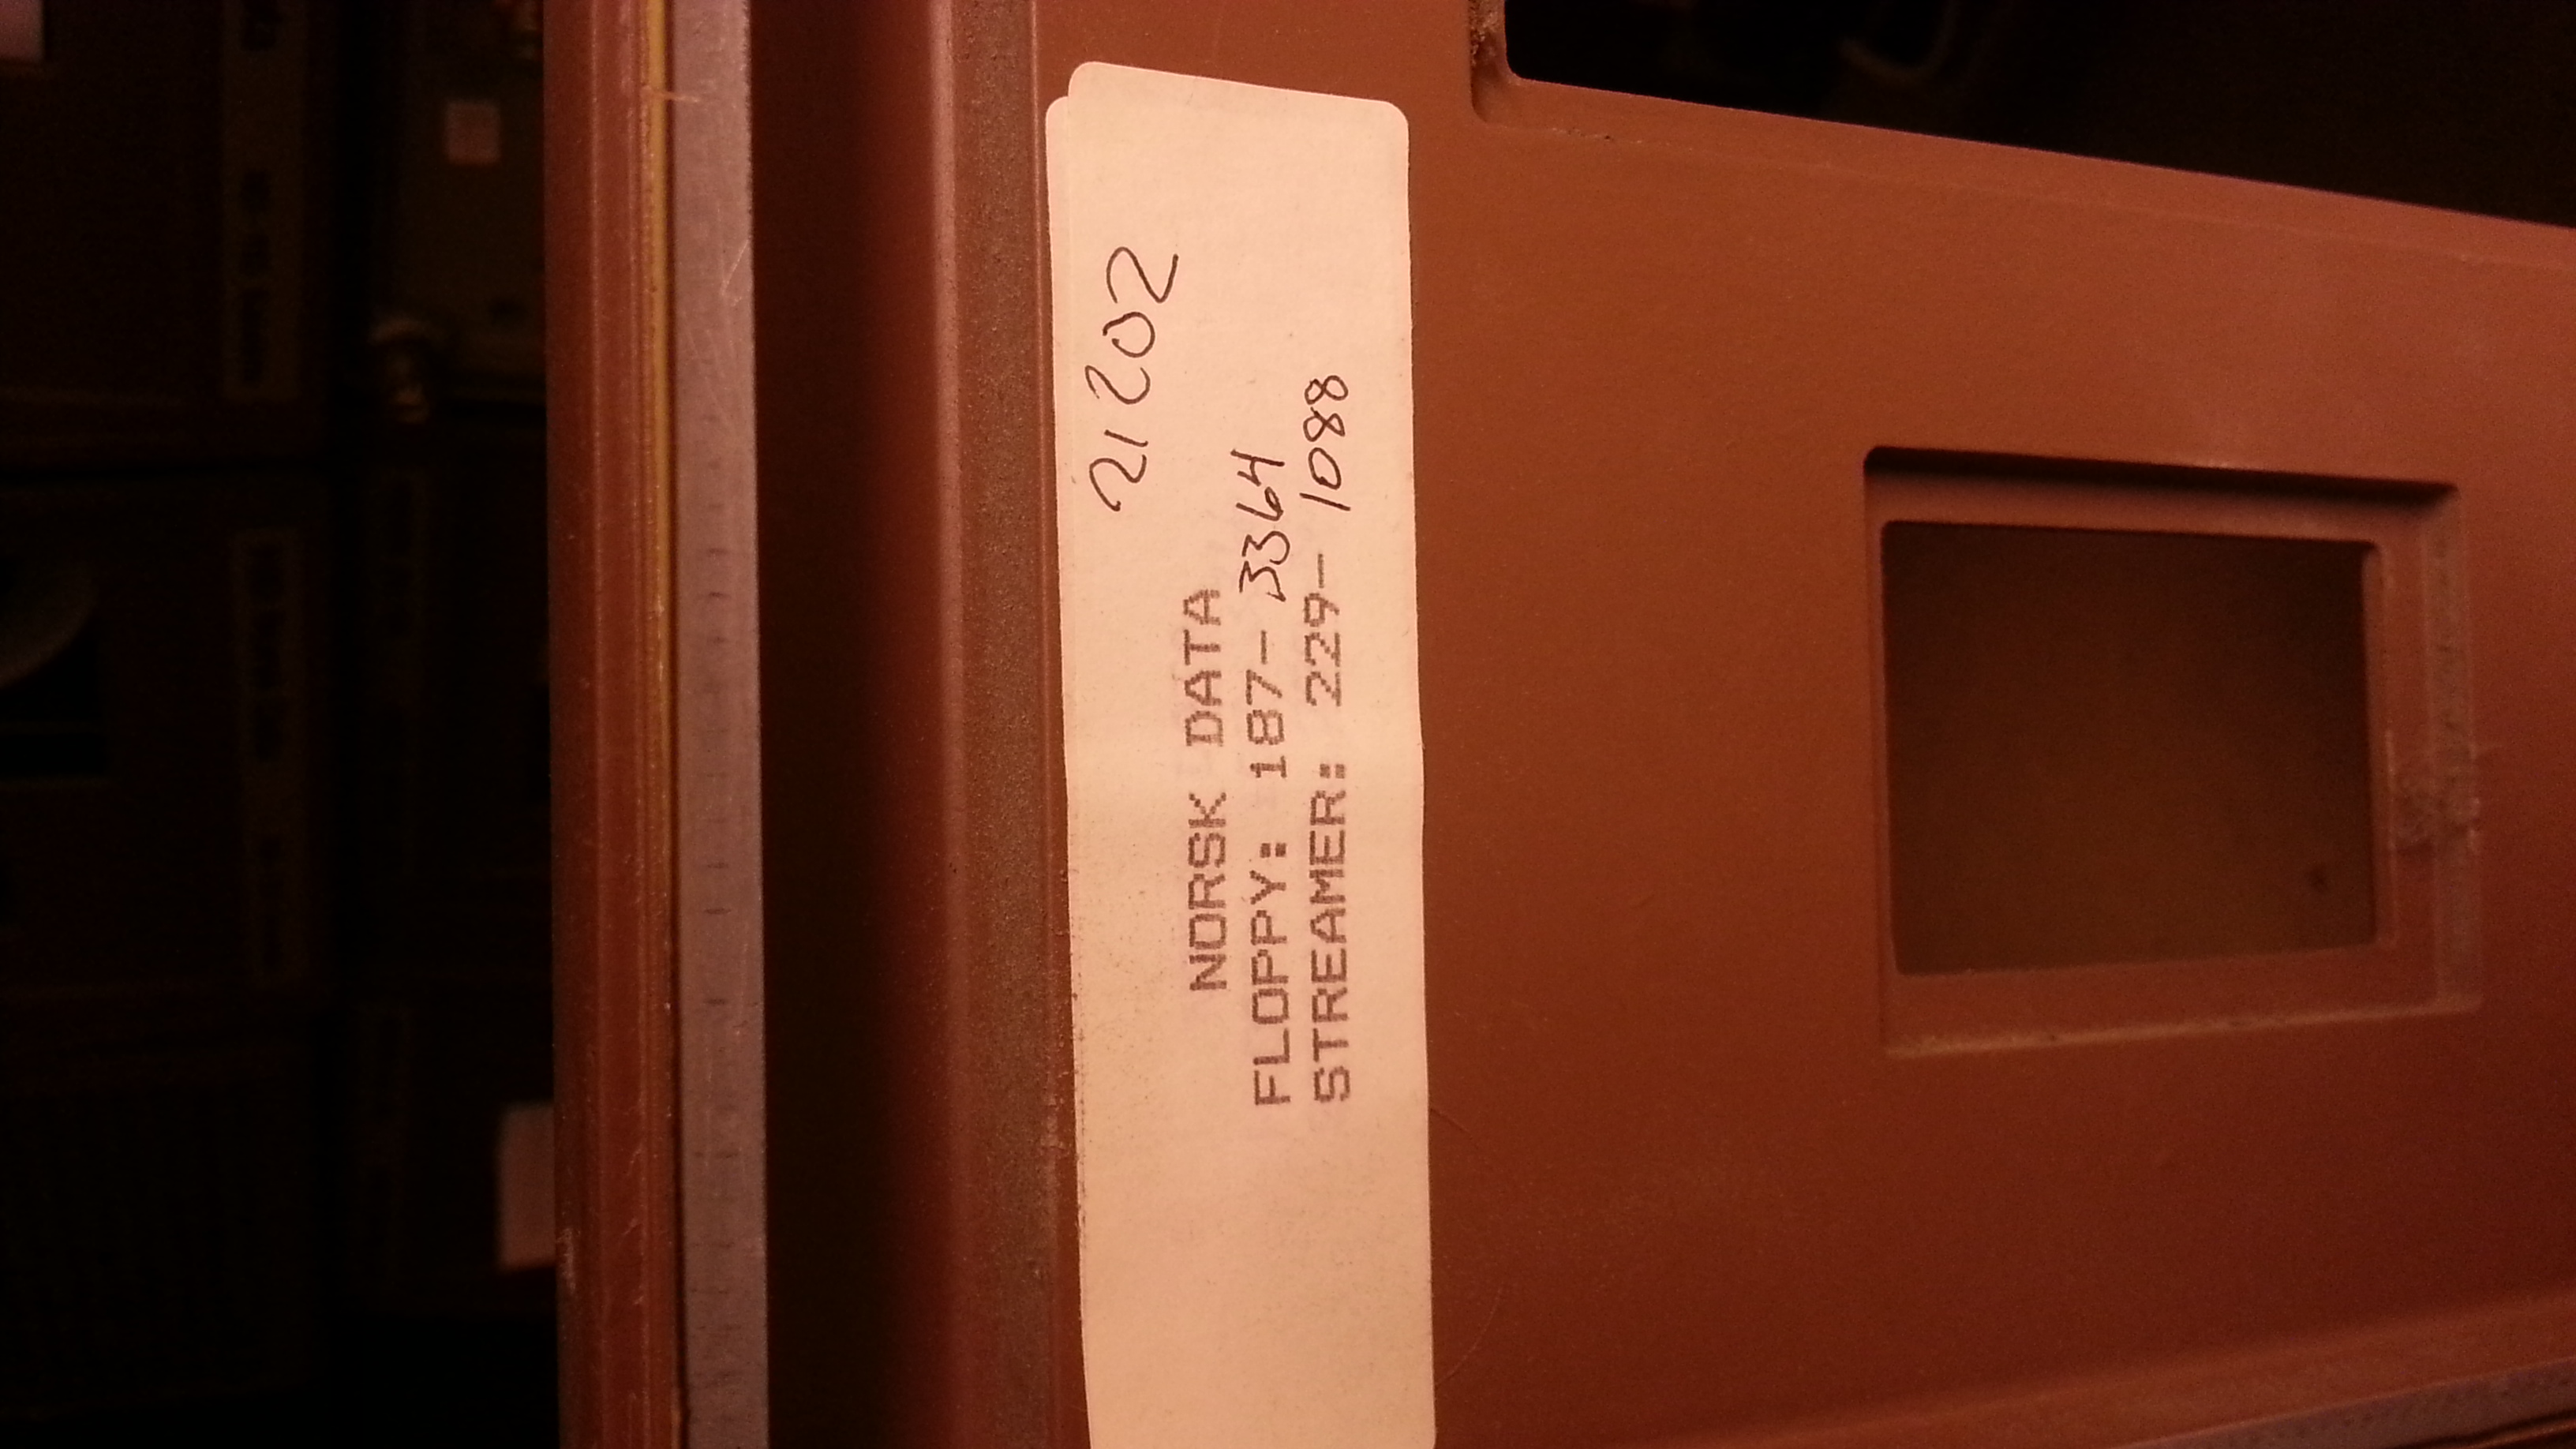 21202
NORSK DATA
FLOPPY: 187-3364
STREAMER: 229-1088